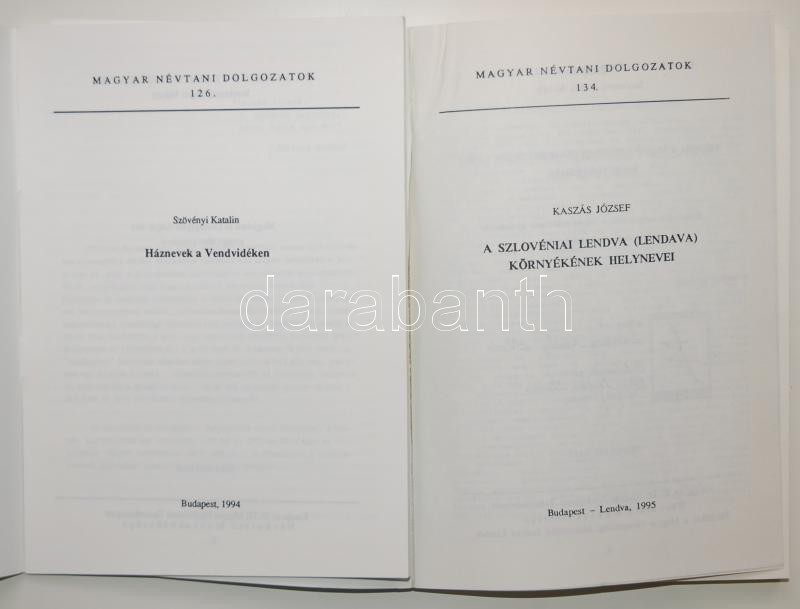 MAGYAR NÉVTANI DOLGOZATOK
126.
Szövényi Katalin
Háznevek a Vendvidéken
Budapest, 1994
MAGYAR NÉVTANI DOLGOZATOK
134.
KASZÁS JÓZSEF
A SZLOVÉNIAI LENDVA (LENDAVA)
KÖRNYÉKÉNEK HELYNEVEI
Budapest – Lendva, 1995
darabanth